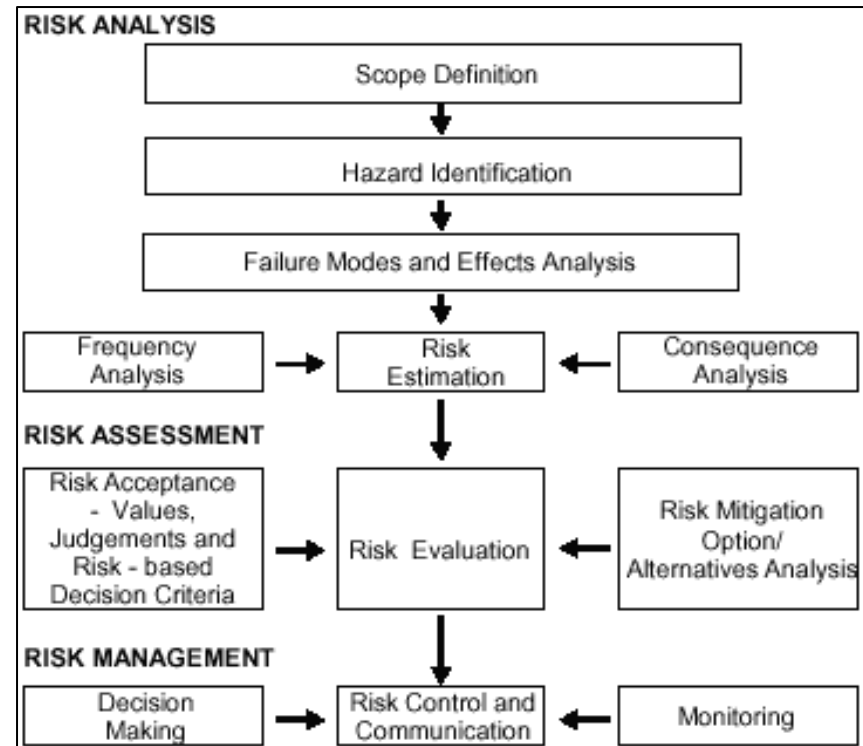 RISK ANALYSIS
Scope Definition
Hazard Identification
Failure Modes and Effects Analysis
Frequency
Analysis
Risk
Estimation
Consequence
Analysis
RISK ASSESSMENT
Risk Acceptance
- Values,
Judgements and
Risk - based
Decision Criteria
Risk Evaluation
Risk Mitigation
Option/
Alternatives Analysis
RISK MANAGEMENT
Decision
Making
Risk Control and
Communication
Monitoring